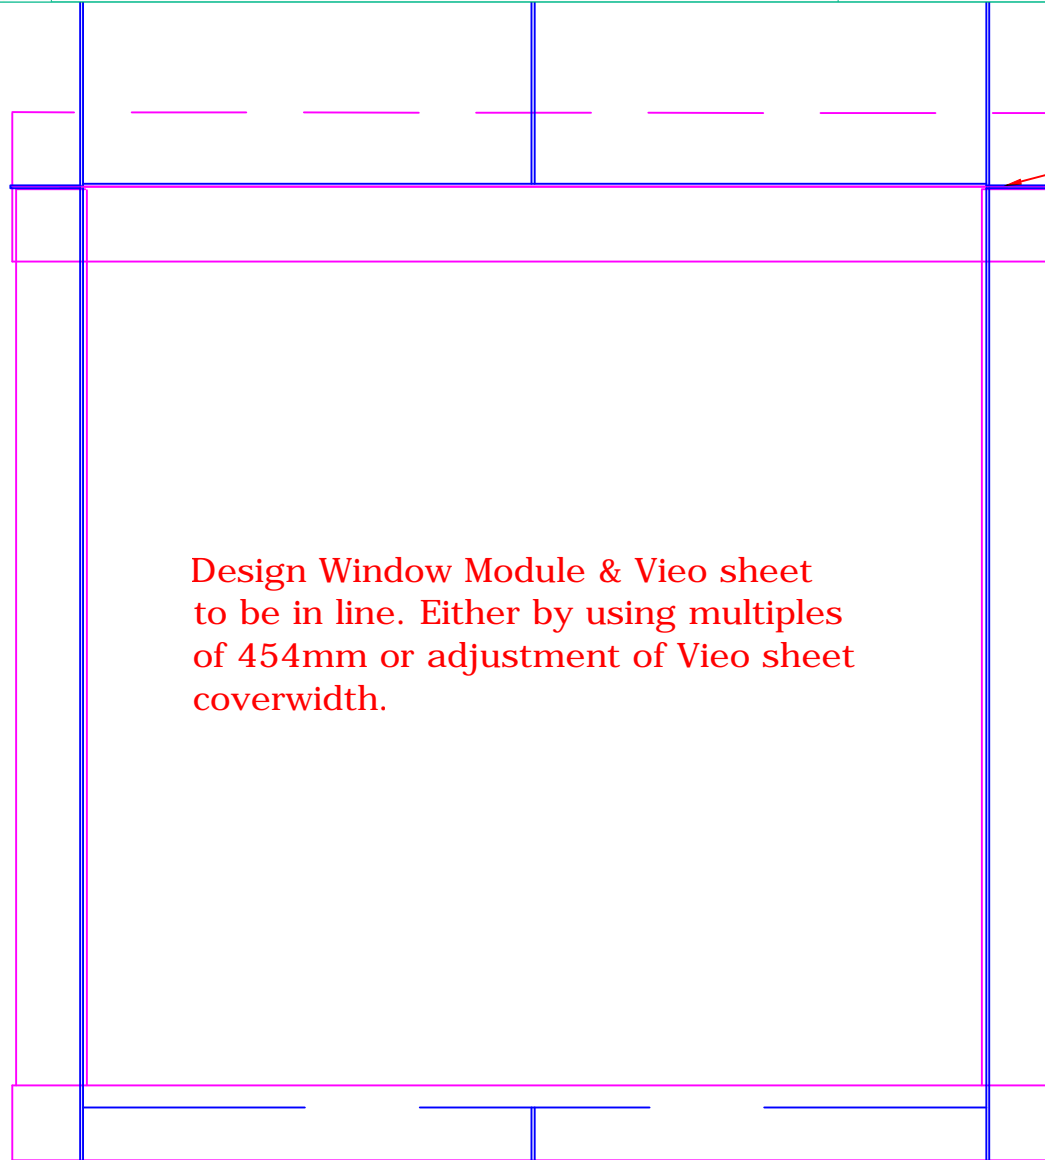 Design Window Module & Vieo sheet
to be in line. Either by using multiples
of 454mm or adjustment of Vieo sheet
coverwidth.